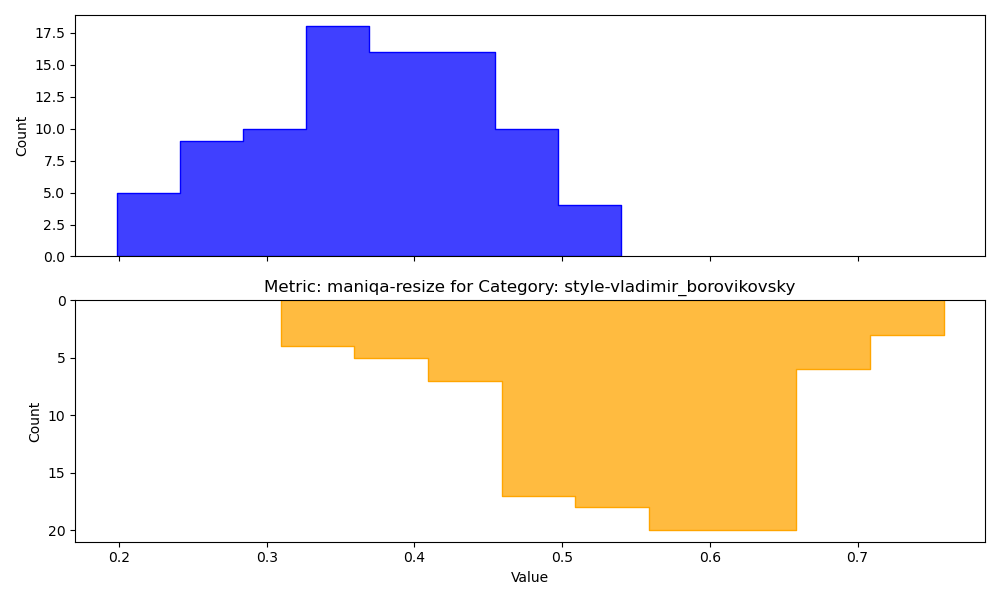 17.5
15.0
12.5
10.0
7.5
5.0
2.5
0.0
Count
Metric: maniqa-resize for Category: style-vladimir_borovikovsky
0
5
10
15
20
Count
0.2 0.3 0.4 0.5 0.6 0.7
Value